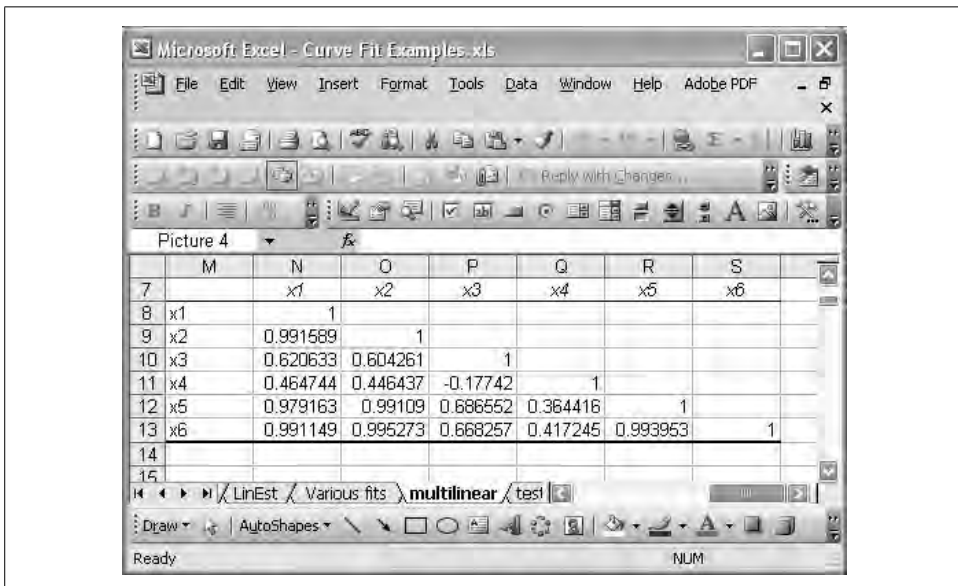 Microsoft Excel - Curve Fit Examples.xls
File Edit View Insert Format Tools Data Window Help Adobe PDF
Reply with Changes...
Picture 4 fx
M N O P Q R S
7 x1 x2 x3 x4 x5 x6
8 x1 1
9 x2 0.991589 1
10 x3 0.620633 0.604261 1
11 x4 0.464744 0.446437 -0.17742 1
12 x5 0.979163 0.99109 0.686552 0.364416 1
13 x6 0.991149 0.995273 0.668257 0.417245 0.993953 1
14
15
LinEst / Various fits \ multilinear / test
Draw AutoShapes
Ready NUM